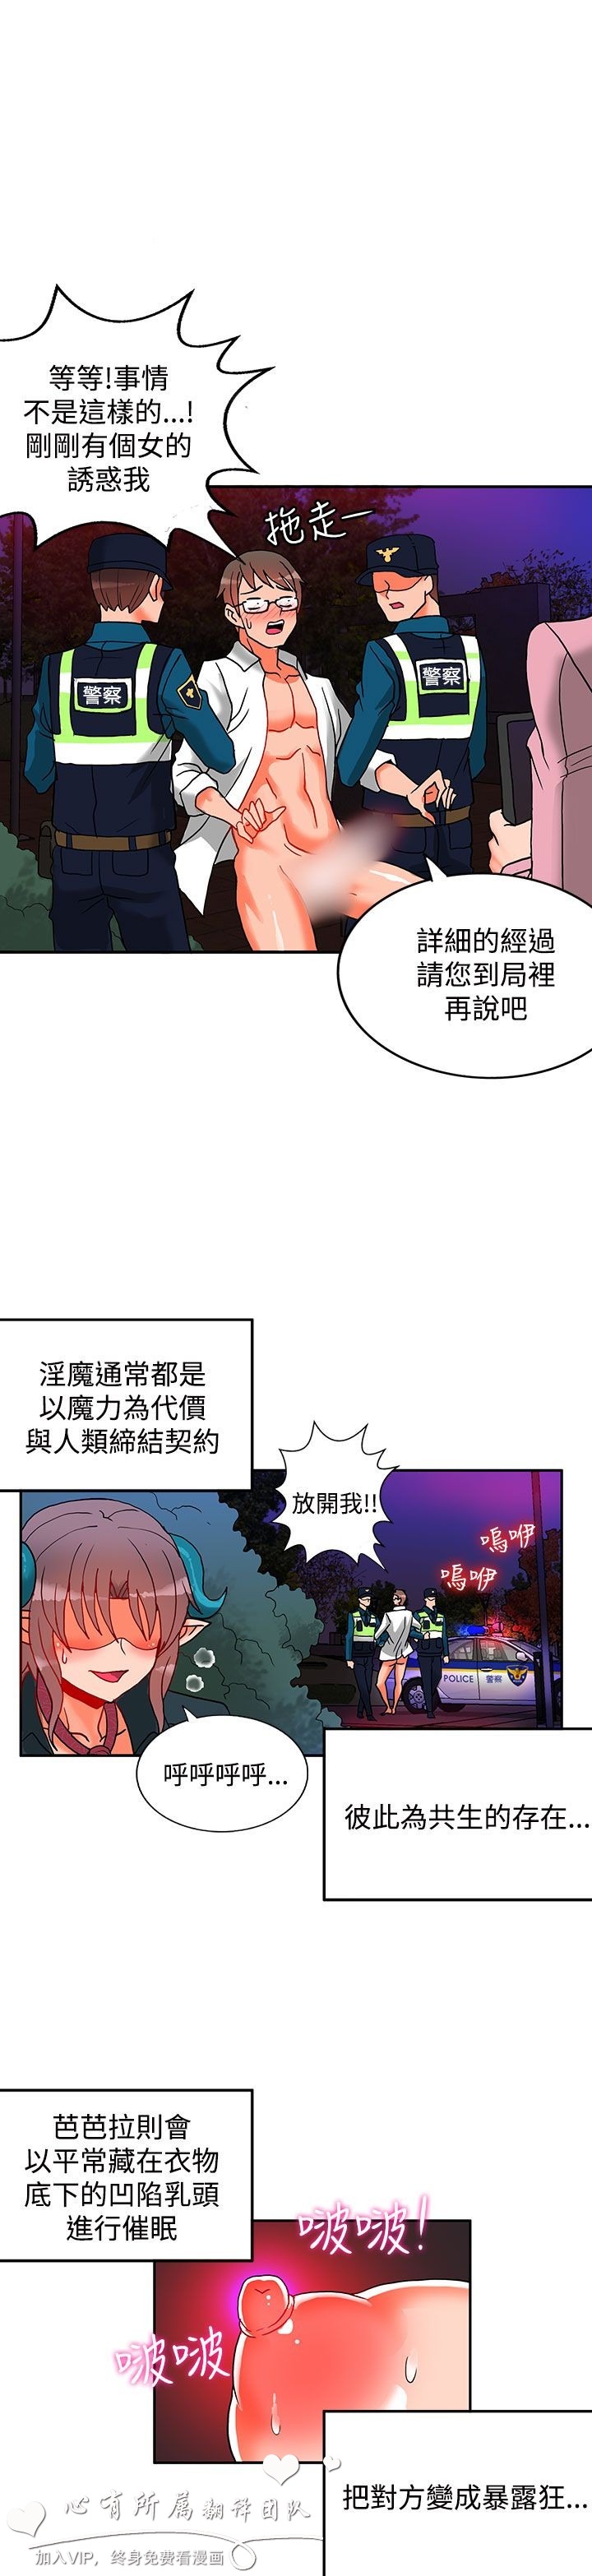 等等!事情
不是這樣的...!
剛剛有個女的
誘惑我
拖走—
警察
警察
詳細的經過
請您到局裡
再說吧
淫魔通常都是
以魔力為代價
與人類締結契約
放開我!!
嗚咿
嗚咿
POLICE 警察
呼呼呼呼...
彼此為共生的存在...
芭芭拉則會
以平常藏在衣物
底下的凹陷乳頭
進行催眠
啵啵!
啵啵
把對方變成暴露狂...
心有所属翻译团队
加入VIP，终身免费看漫画